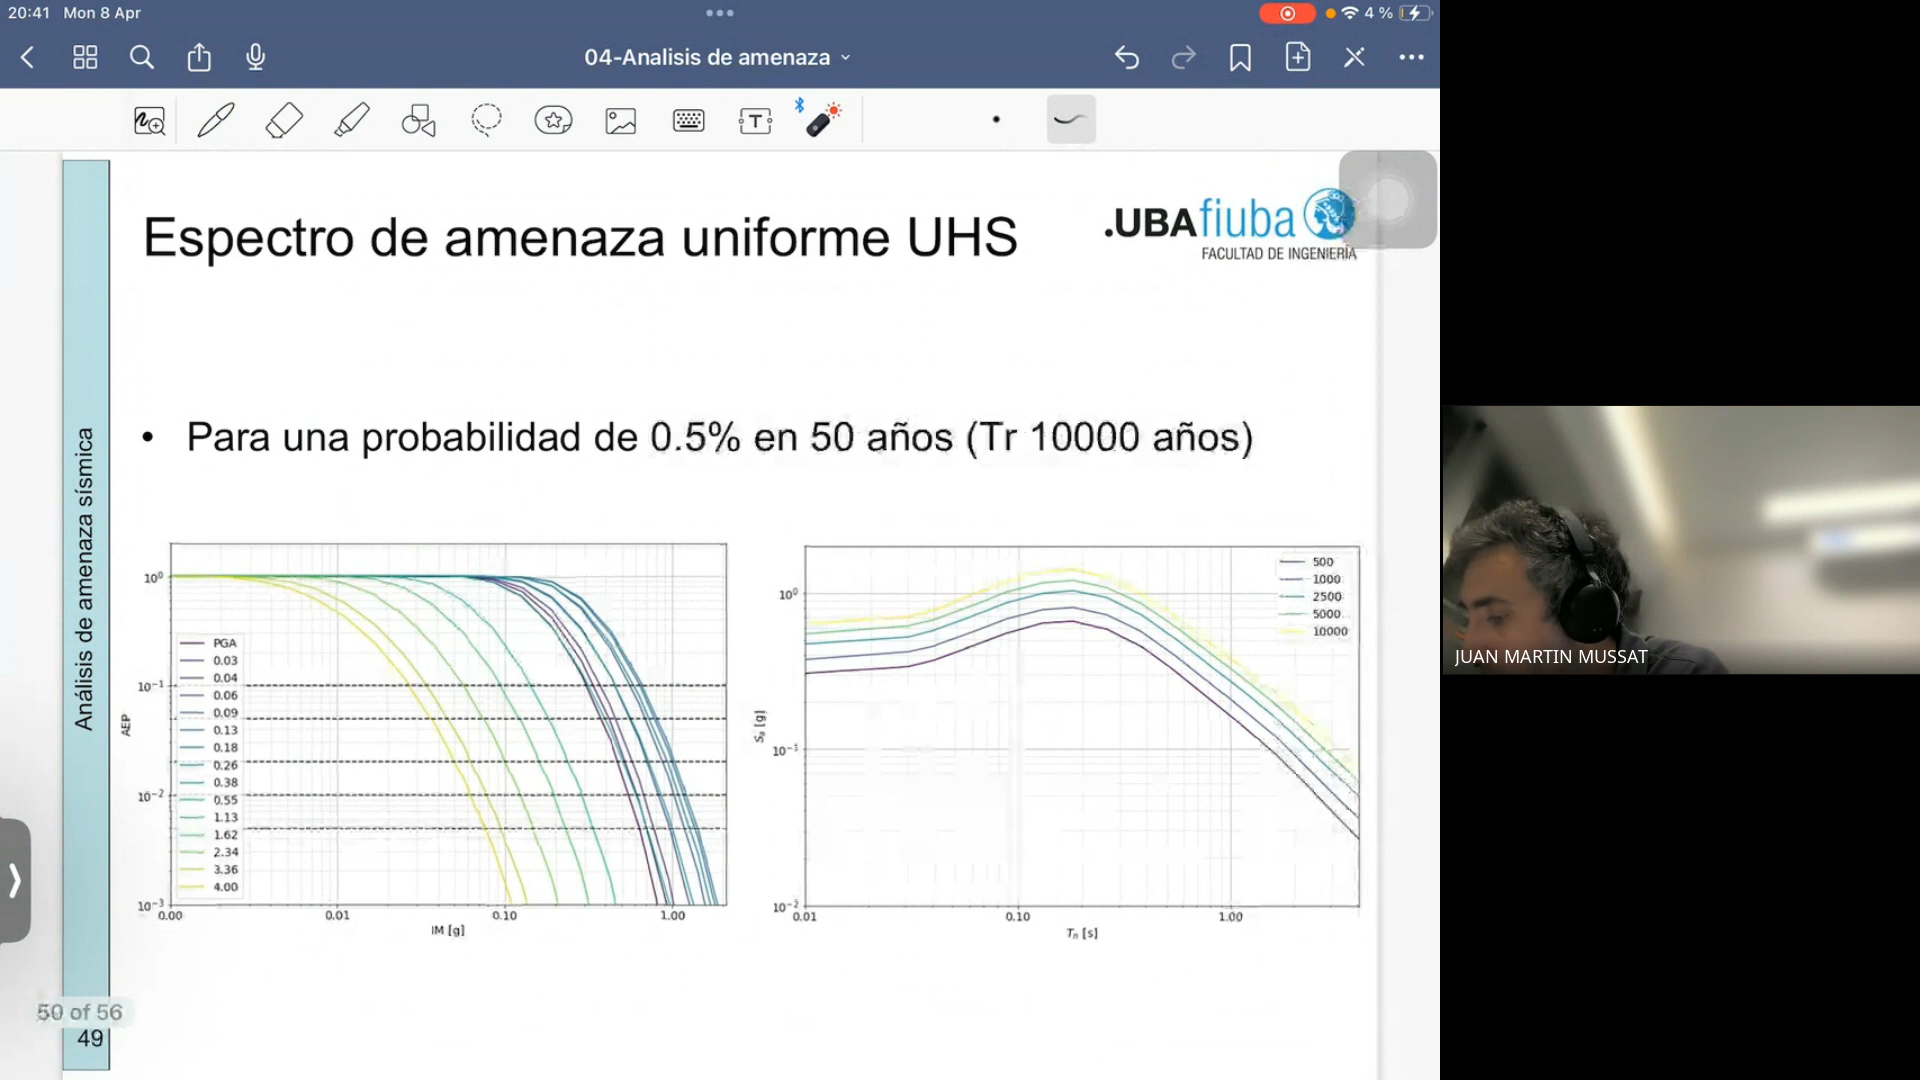 20:41 Mon 8 Apr
4 %
04-Analisis de amenaza
Espectro de amenaza uniforme UHS
.UBAfiuba
FACULTAD DE INGENIERÍA
Análisis de amenaza sísmica
• Para una probabilidad de 0.5% en 50 años (Tr 10000 años)
10⁰
10⁻¹
10⁻²
10⁻³
AEP
PGA
0.03
0.04
0.06
0.09
0.13
0.18
0.26
0.38
0.55
1.13
1.62
2.34
3.36
4.00
0.00 0.01 0.10 1.00
IM [g]
10⁰
10⁻¹
10⁻²
Sₐ [g]
500
1000
2500
5000
10000
0.01 0.10 1.00
Tₙ [s]
50 of 56
49
JUAN MARTIN MUSSAT